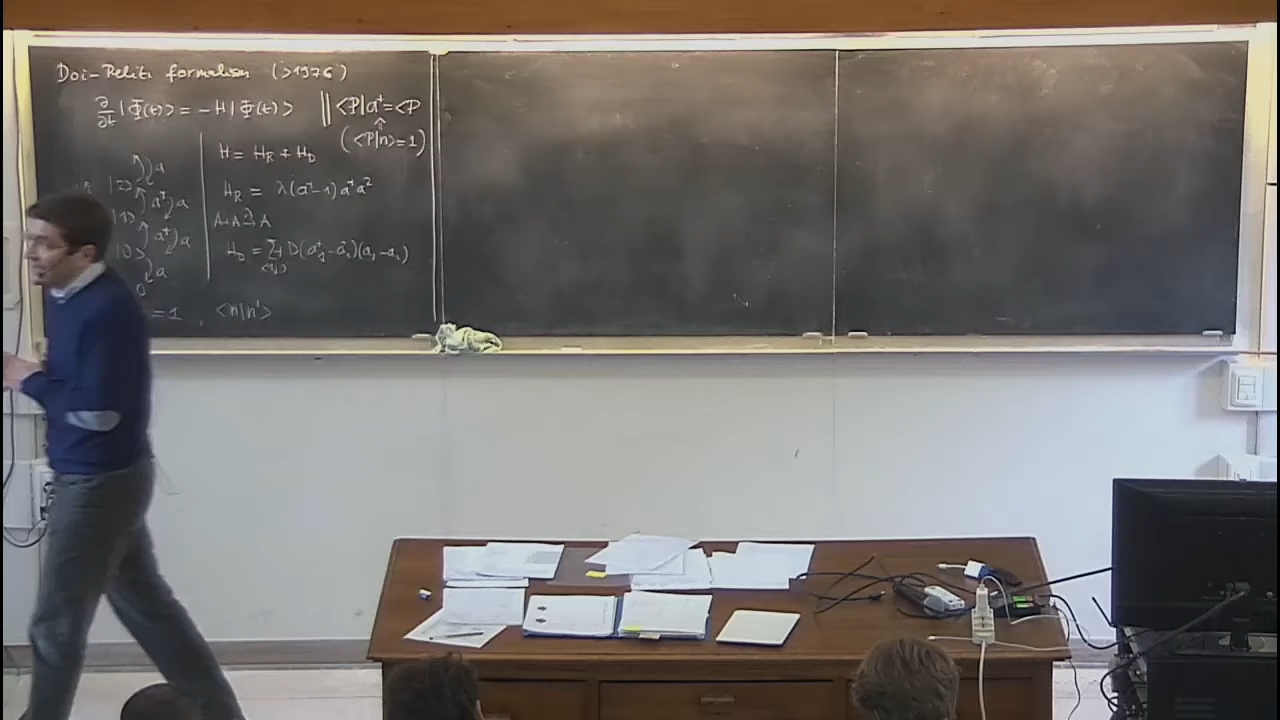 Doi-Peliti formalism (>1976)
∂/∂t |Φ(t)> = -H|Φ(t)> || <P|a⁺=<P
(<P|n>=1)
H = H_R + H_D
|2> a
H_R = λ(a⁺-1)a⁺a²
a⁺ a
|1>
A+A →^λ A
a⁺ a
|0>
H_D = Σ_<ij> D(a⁺_j - a⁺_i)(a_j - a_i)
a
0
=1 , <n|n'>